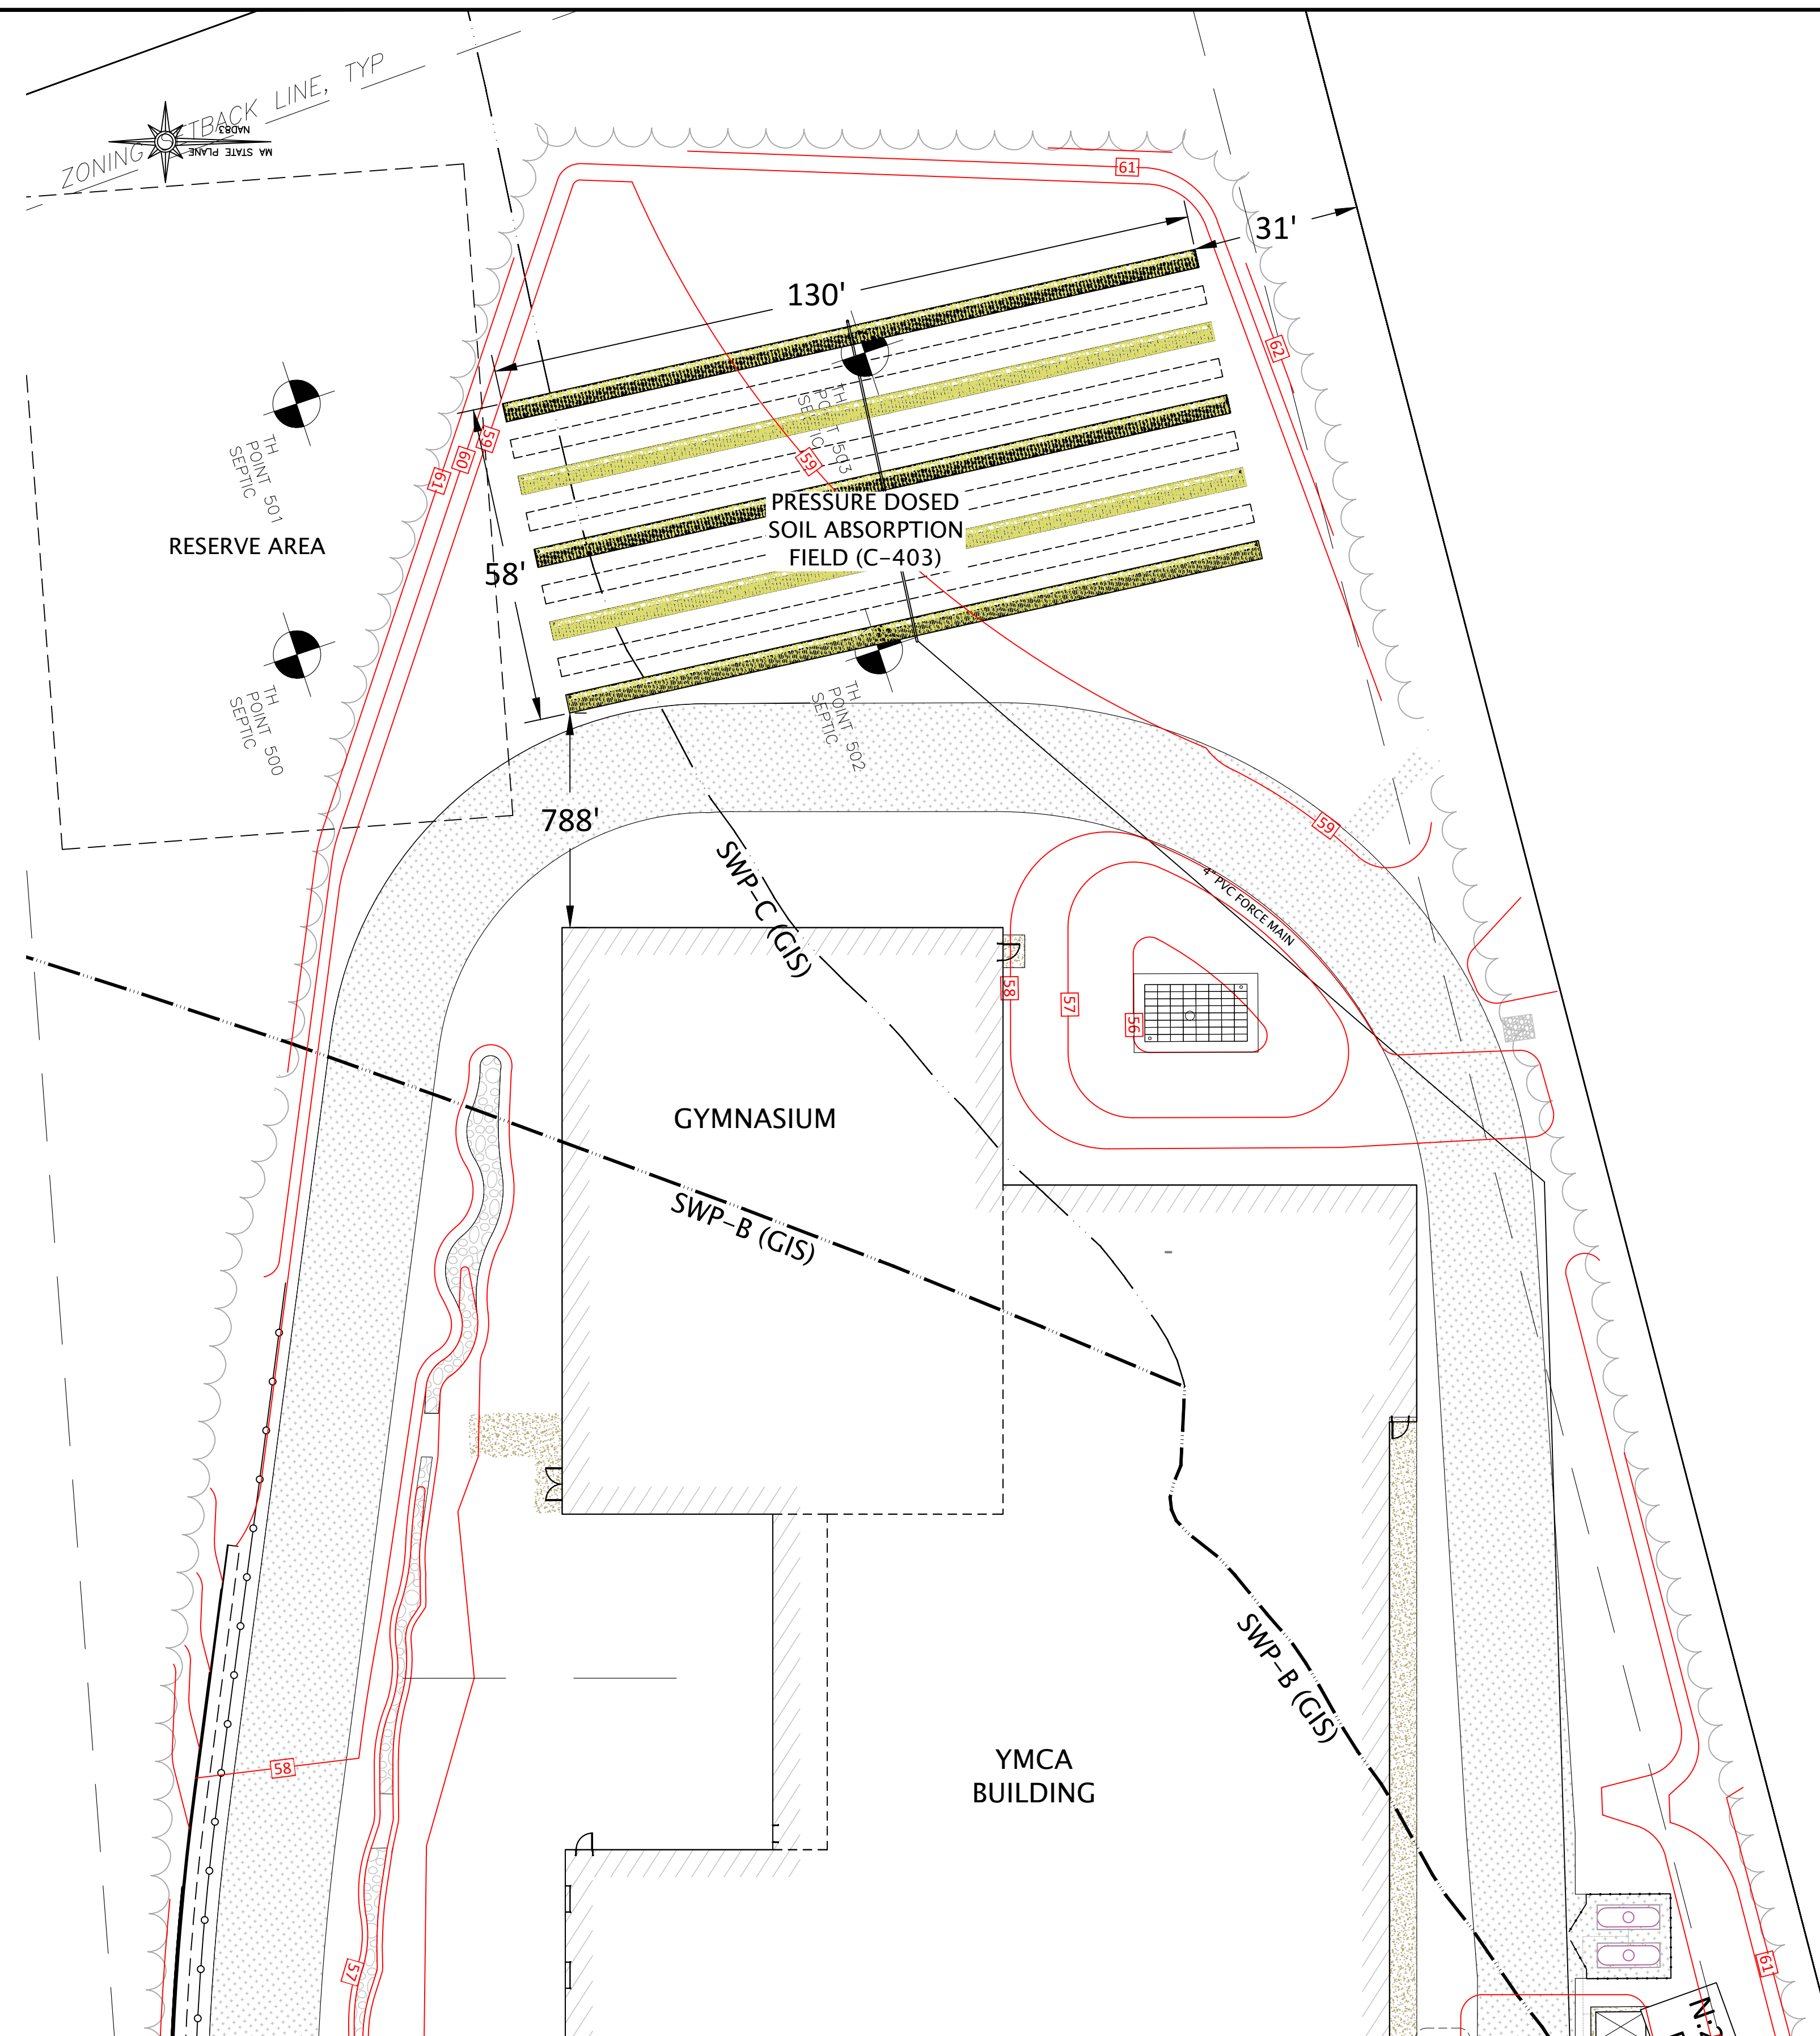 ZONING SETBACK LINE, TYP
NAD83
MA STATE PLANE
61
31'
130'
62
59
60
61
59
TH
POINT 501
SEPTIC
TH
POINT 503
SEPTIC
PRESSURE DOSED
SOIL ABSORPTION
FIELD (C-403)
RESERVE AREA
58'
TH
POINT 500
SEPTIC
TH
POINT 502
SEPTIC
788'
59
SWP-C (GIS)
4" PVC FORCE MAIN
58
57
56
GYMNASIUM
SWP-B (GIS)
SWP-B (GIS)
YMCA
BUILDING
58
57
61